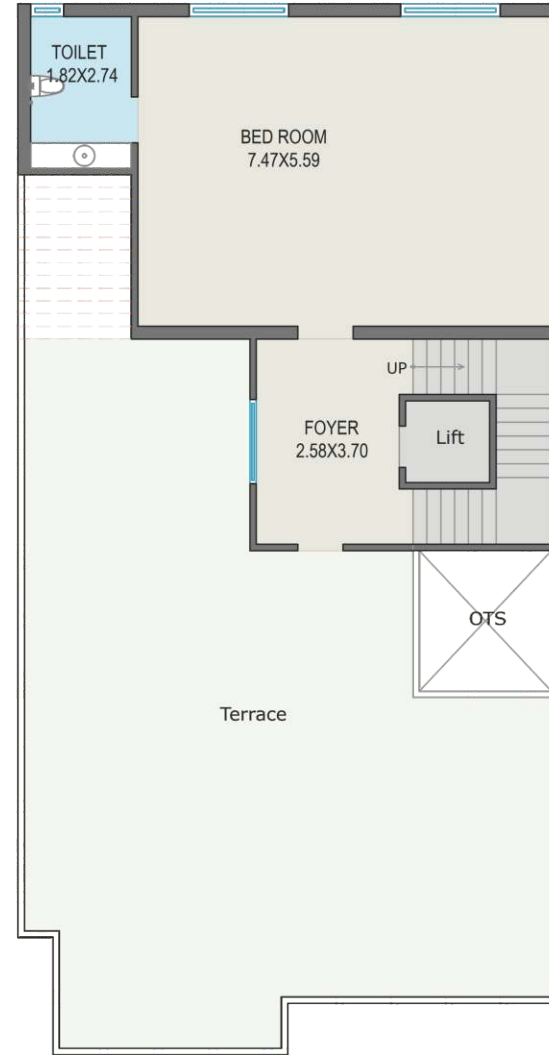 TOILET
1.82X2.74
BED ROOM
7.47X5.59
UP
FOYER
2.58X3.70
Lift
OTS
Terrace